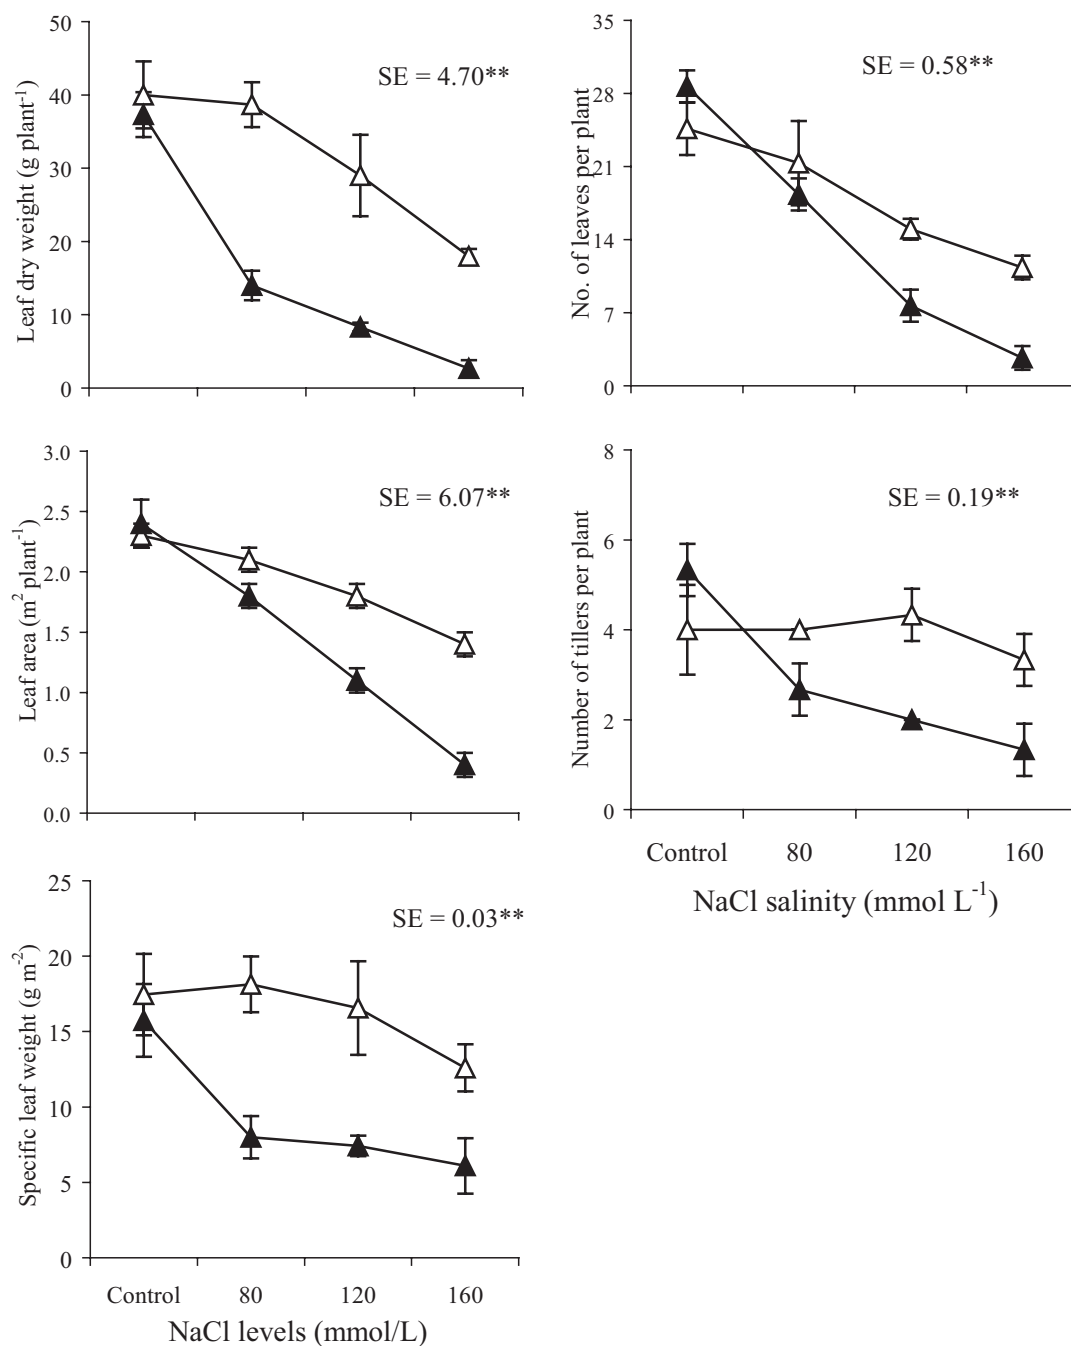 Leaf dry weight (g plant⁻¹)
50
40
30
20
10
0
SE = 4.70**
No. of leaves per plant
35
28
21
14
7
0
SE = 0.58**
Leaf area (m² plant⁻¹)
3.0
2.5
2.0
1.5
1.0
0.5
0.0
SE = 6.07**
Number of tillers per plant
8
6
4
2
0
SE = 0.19**
Control 80 120 160
NaCl salinity (mmol L⁻¹)
Specific leaf weight (g m⁻²)
25
20
15
10
5
0
SE = 0.03**
Control 80 120 160
NaCl levels (mmol/L)